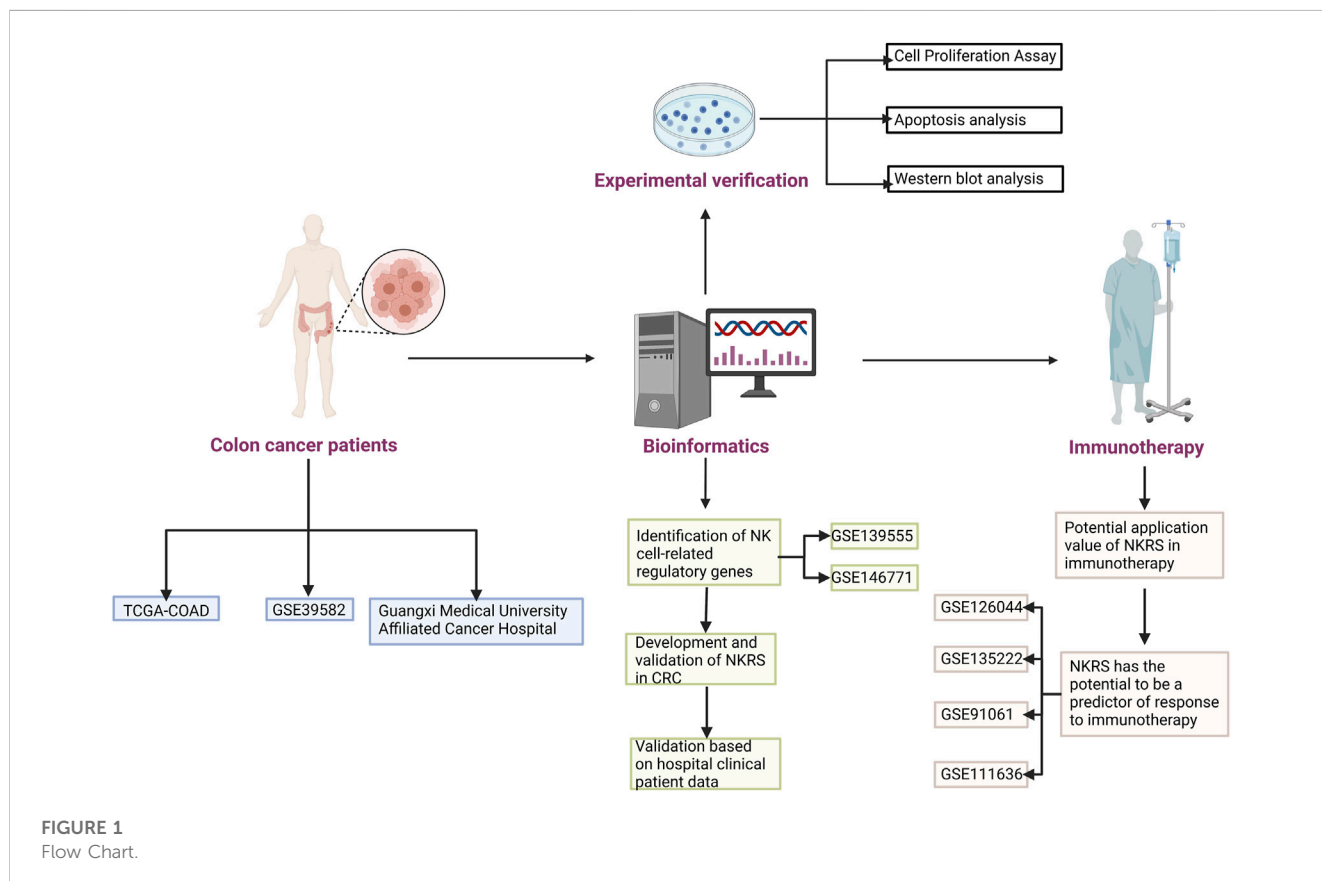 Cell Proliferation Assay
Apoptosis analysis
Western blot analysis
Experimental verification
Colon cancer patients
Bioinformatics
Immunotherapy
TCGA-COAD
GSE39582
Guangxi Medical University
Affiliated Cancer Hospital
Identification of NK
cell-related
regulatory genes
GSE139555
GSE146771
Development and
validation of NKRS
in CRC
Validation based
on hospital clinical
patient data
Potential application
value of NKRS in
immunotherapy
NKRS has the
potential to be a
predictor of response
to immunotherapy
GSE126044
GSE135222
GSE91061
GSE111636
FIGURE 1
Flow Chart.